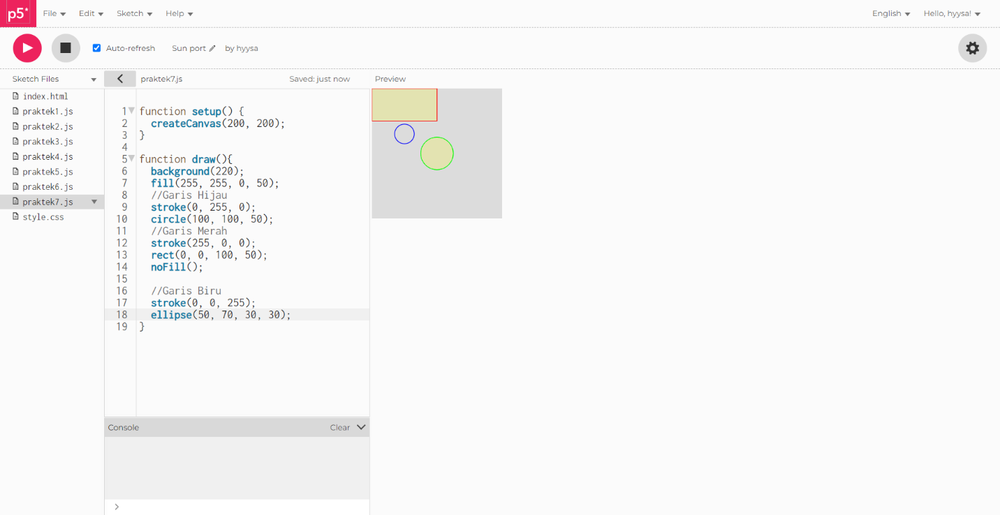 p5* File Edit Sketch Help English Hello, hyysa!
Auto-refresh Sun port by hyysa
Sketch Files praktek7.js Saved: just now Preview
index.html
praktek1.js
praktek2.js
praktek3.js
praktek4.js
praktek5.js
praktek6.js
praktek7.js
style.css
1 function setup() {
2   createCanvas(200, 200);
3 }
4
5 function draw(){
6   background(220);
7   fill(255, 255, 0, 50);
8   //Garis Hijau
9   stroke(0, 255, 0);
10   circle(100, 100, 50);
11   //Garis Merah
12   stroke(255, 0, 0);
13   rect(0, 0, 100, 50);
14   noFill();
15
16   //Garis Biru
17   stroke(0, 0, 255);
18   ellipse(50, 70, 30, 30);
19 }
Console Clear
>